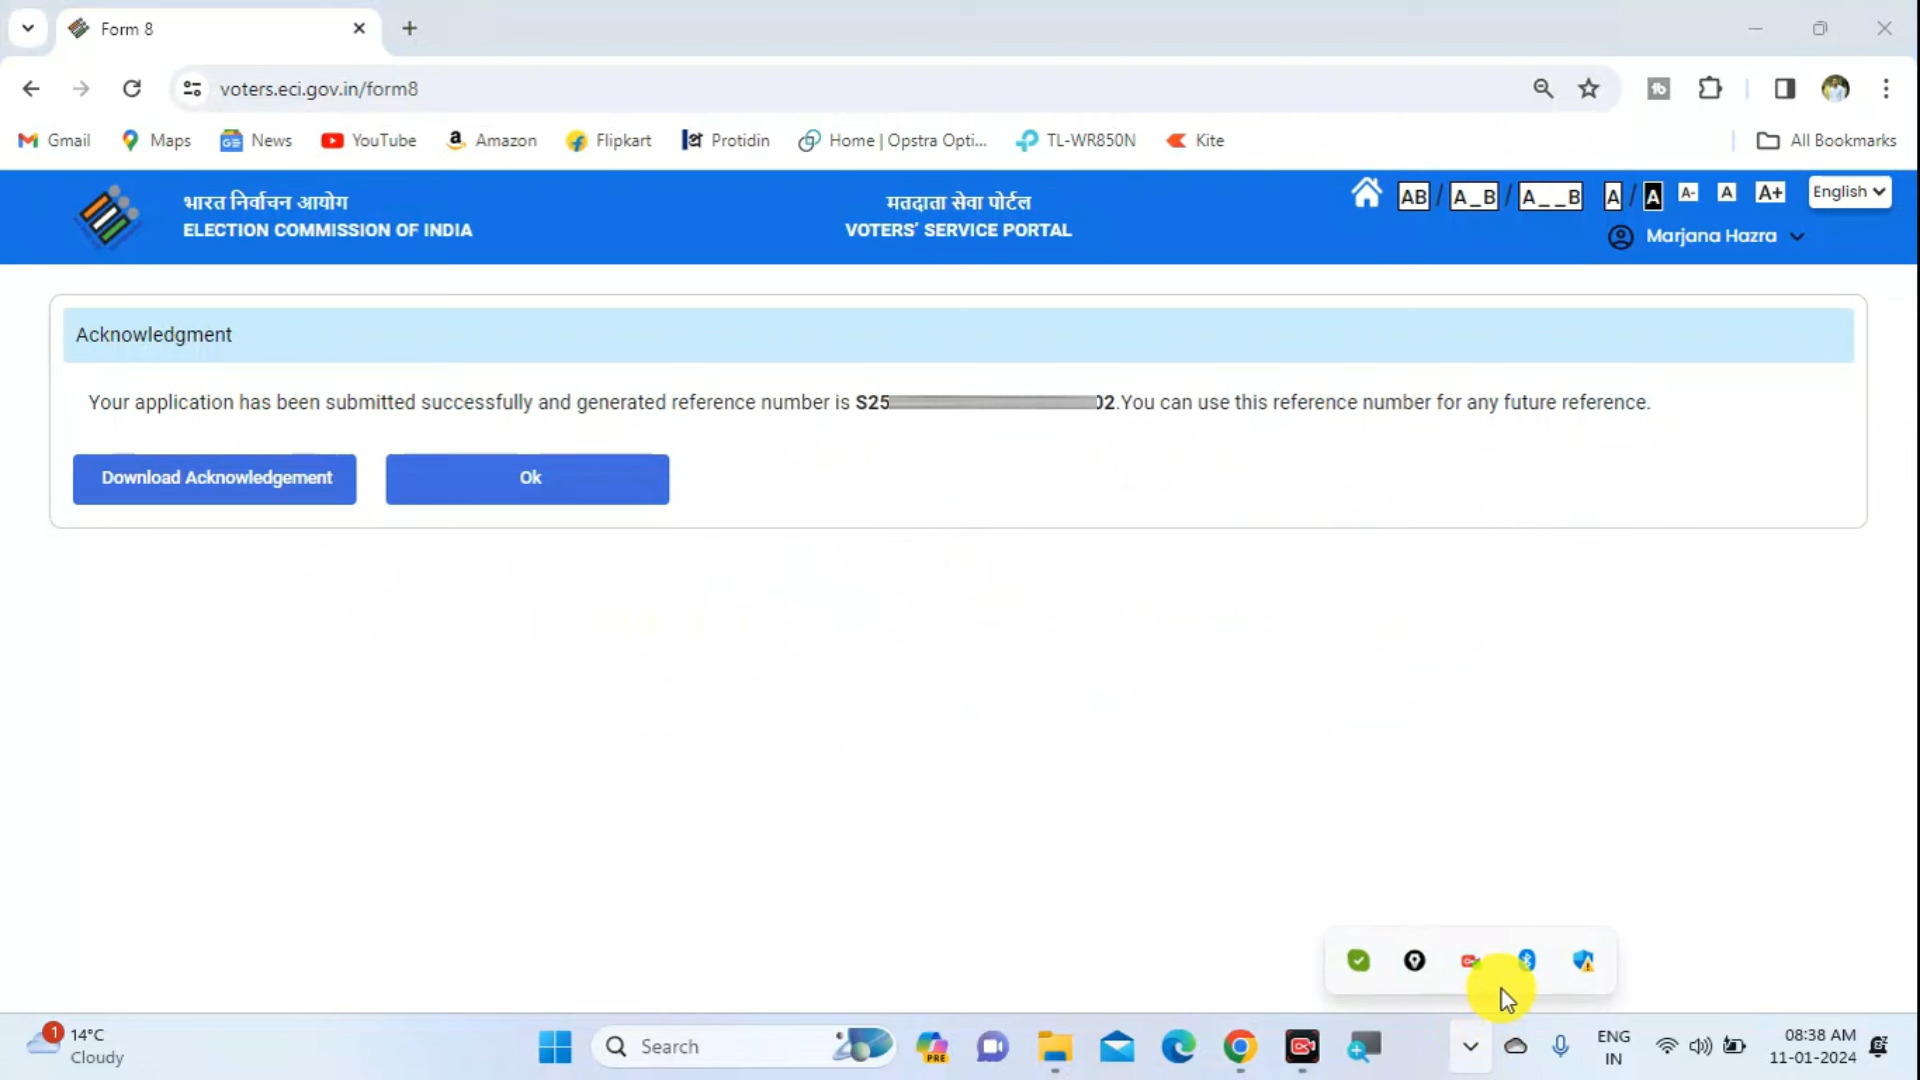 Form 8
voters.eci.gov.in/form8
Gmail Maps News YouTube Amazon Flipkart Protidin Home | Opstra Opti... TL-WR850N Kite All Bookmarks
भारत निर्वाचन आयोग
ELECTION COMMISSION OF INDIA
मतदाता सेवा पोर्टल
VOTERS' SERVICE PORTAL
AB / A_B / A__B A / A A- A A+ English
Marjana Hazra
Acknowledgment
Your application has been submitted successfully and generated reference number is S25 02.You can use this reference number for any future reference.
Download Acknowledgement Ok
1 14°C
Cloudy
Search
PRE
ENG
IN
08:38 AM
11-01-2024